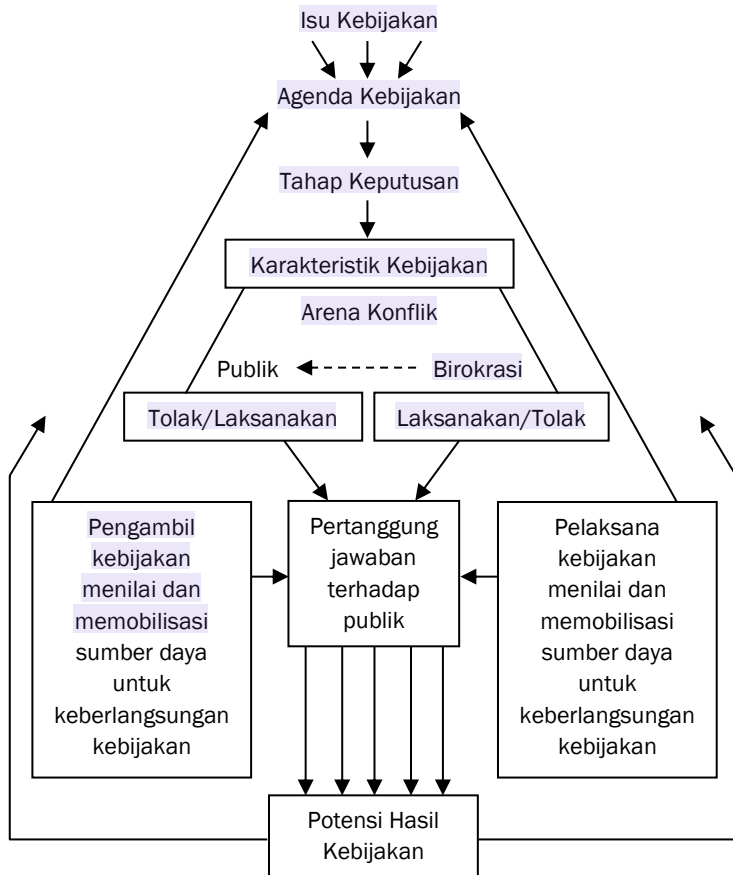 Isu Kebijakan
Agenda Kebijakan
Tahap Keputusan
Karakteristik Kebijakan
Arena Konflik
Publik
Birokrasi
Tolak/Laksanakan
Laksanakan/Tolak
Pengambil
kebijakan
menilai dan
memobilisasi
sumber daya
untuk
keberlangsungan
kebijakan
Pertanggung
jawaban
terhadap
publik
Pelaksana
kebijakan
menilai dan
memobilisasi
sumber daya
untuk
keberlangsungan
kebijakan
Potensi Hasil
Kebijakan